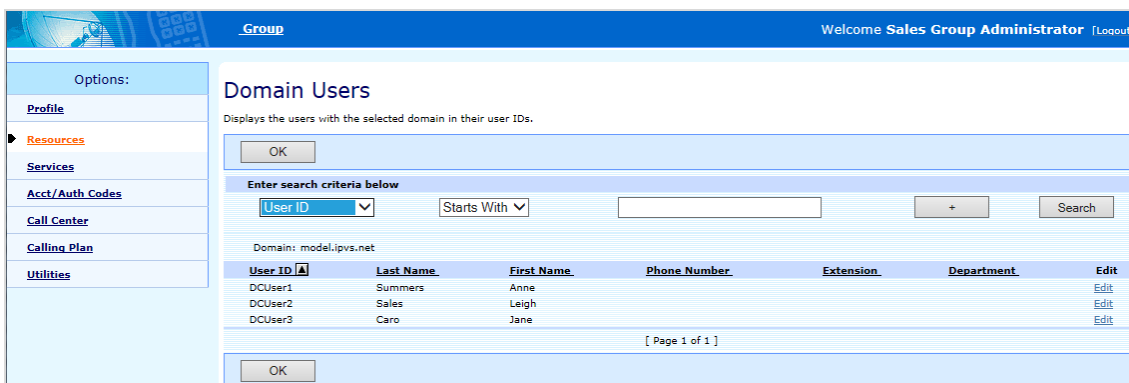 Group Welcome Sales Group Administrator [Logout
Options:
Profile
Resources
Services
Acct/Auth Codes
Call Center
Calling Plan
Utilities
Domain Users
Displays the users with the selected domain in their user IDs.
OK
Enter search criteria below
User ID Starts With + Search
Domain: model.ipvs.net
User ID Last Name First Name Phone Number Extension Department Edit
DCUser1 Summers Anne Edit
DCUser2 Sales Leigh Edit
DCUser3 Caro Jane Edit
[ Page 1 of 1 ]
OK